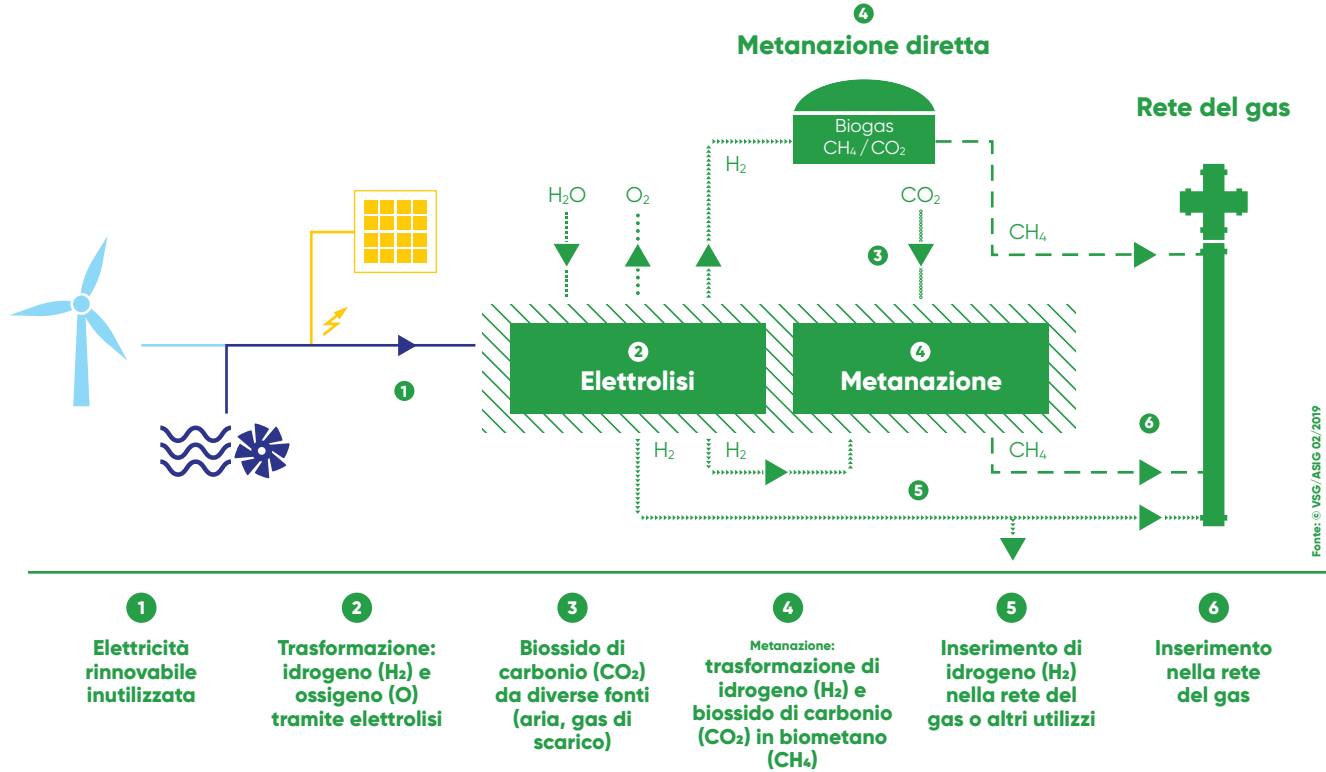 4
Metanazione diretta
Biogas
CH₄ / CO₂
Rete del gas
H₂
H₂O
O₂
CO₂
CH₄
3
1
2
Elettrolisi
4
Metanazione
H₂
H₂
CH₄
6
5
Fonte: © VSG/ASIG 02/2019
1
Elettricità
rinnovabile
inutilizzata
2
Trasformazione:
idrogeno (H₂) e
ossigeno (O)
tramite elettrolisi
3
Biossido di
carbonio (CO₂)
da diverse fonti
(aria, gas di
scarico)
4
Metanazione:
trasformazione di
idrogeno (H₂) e
biossido di carbonio
(CO₂) in biometano
(CH₄)
5
Inserimento di
idrogeno (H₂)
nella rete del
gas o altri utilizzi
6
Inserimento
nella rete
del gas